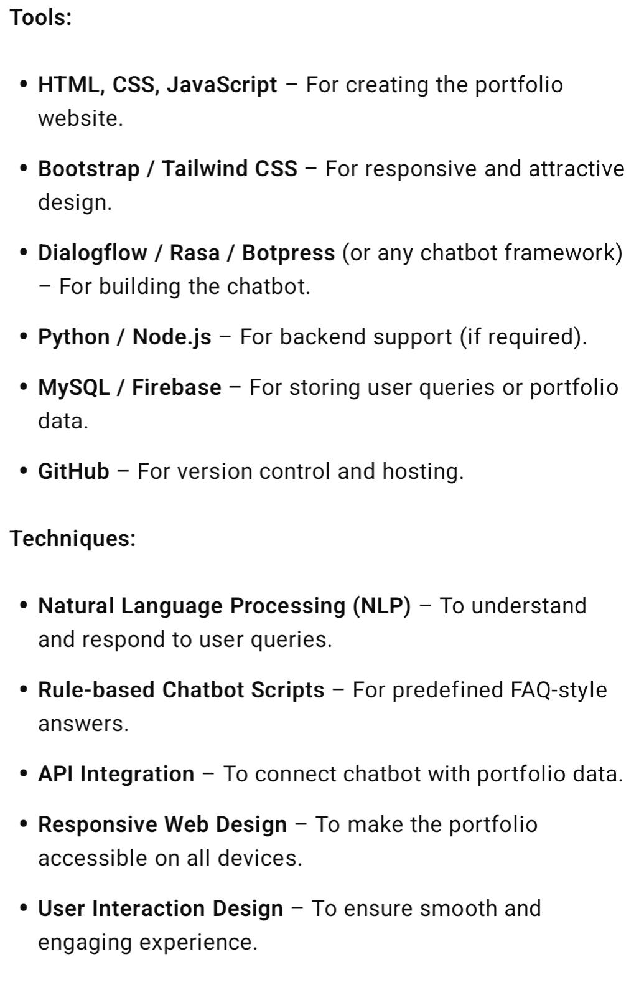 Tools:
• HTML, CSS, JavaScript – For creating the portfolio
website.
• Bootstrap / Tailwind CSS – For responsive and attractive
design.
• Dialogflow / Rasa / Botpress (or any chatbot framework)
– For building the chatbot.
• Python / Node.js – For backend support (if required).
• MySQL / Firebase – For storing user queries or portfolio
data.
• GitHub – For version control and hosting.
Techniques:
• Natural Language Processing (NLP) – To understand
and respond to user queries.
• Rule-based Chatbot Scripts – For predefined FAQ-style
answers.
• API Integration – To connect chatbot with portfolio data.
• Responsive Web Design – To make the portfolio
accessible on all devices.
• User Interaction Design – To ensure smooth and
engaging experience.